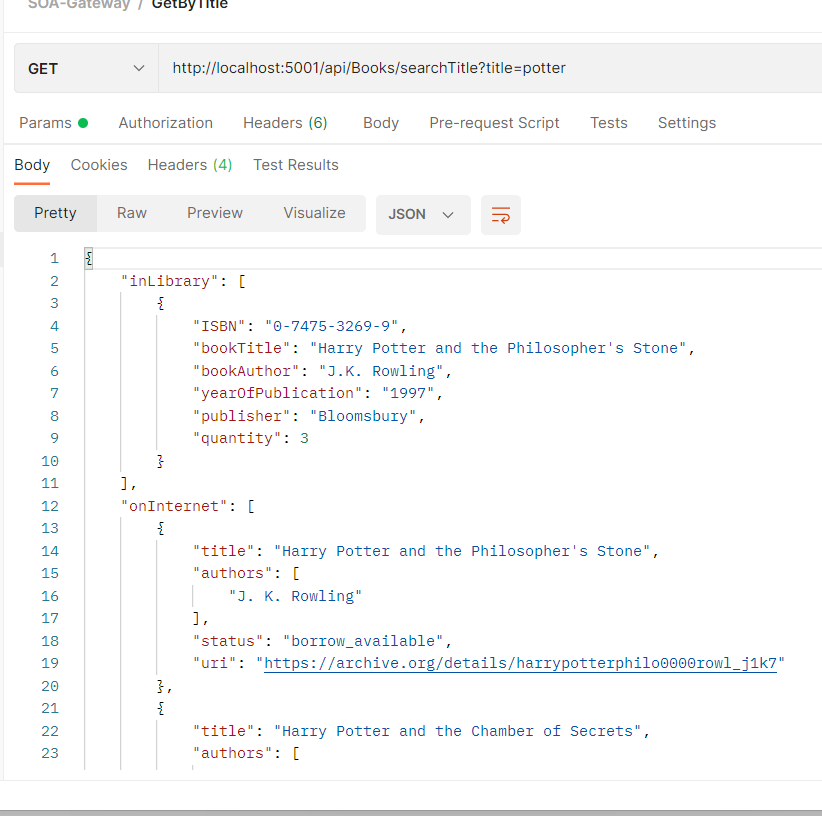 SOA-Gateway / GetByTitle
GET http://localhost:5001/api/Books/searchTitle?title=potter
Params Authorization Headers (6) Body Pre-request Script Tests Settings
Body Cookies Headers (4) Test Results
Pretty Raw Preview Visualize JSON
1 {
2 "inLibrary": [
3 {
4 "ISBN": "0-7475-3269-9",
5 "bookTitle": "Harry Potter and the Philosopher's Stone",
6 "bookAuthor": "J.K. Rowling",
7 "yearOfPublication": "1997",
8 "publisher": "Bloomsbury",
9 "quantity": 3
10 }
11 ],
12 "onInternet": [
13 {
14 "title": "Harry Potter and the Philosopher's Stone",
15 "authors": [
16 "J. K. Rowling"
17 ],
18 "status": "borrow_available",
19 "uri": "https://archive.org/details/harrypotterphilo0000rowl_j1k7"
20 },
21 {
22 "title": "Harry Potter and the Chamber of Secrets",
23 "authors": [